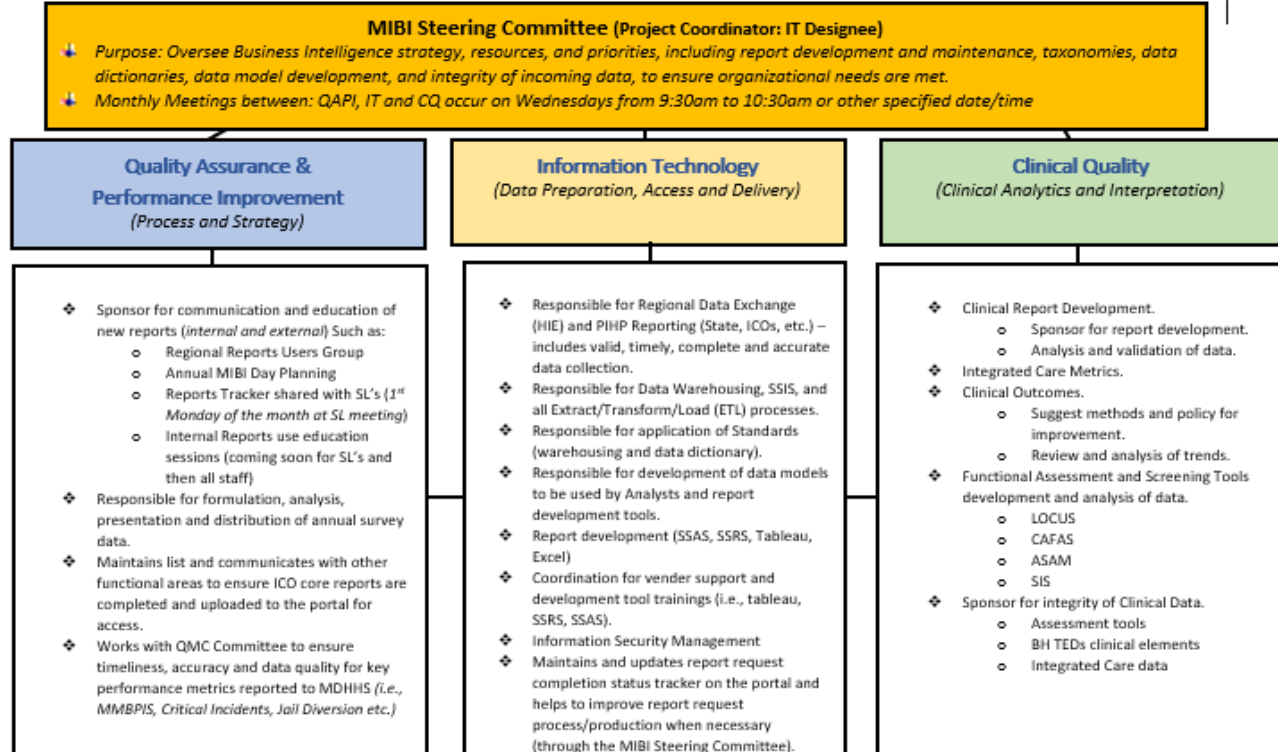 MIBI Steering Committee (Project Coordinator: IT Designee)
Purpose: Oversee Business Intelligence strategy, resources, and priorities, including report development and maintenance, taxonomies, data
dictionaries, data model development, and integrity of incoming data, to ensure organizational needs are met.
Monthly Meetings between: QAPI, IT and CQ occur on Wednesdays from 9:30am to 10:30am or other specified date/time
Quality Assurance &
Performance Improvement
(Process and Strategy)
❖ Sponsor for communication and education of
new reports (internal and external) Such as:
o Regional Reports Users Group
o Annual MIBI Day Planning
o Reports Tracker shared with SL's (1st
Monday of the month at SL meeting)
o Internal Reports use education
sessions (coming soon for SL's and
then all staff)
❖ Responsible for formulation, analysis,
presentation and distribution of annual survey
data.
❖ Maintains list and communicates with other
functional areas to ensure ICO core reports are
completed and uploaded to the portal for
access.
❖ Works with QMC Committee to ensure
timeliness, accuracy and data quality for key
performance metrics reported to MDHHS (i.e.,
MMBPIS, Critical Incidents, Jail Diversion etc.)
Information Technology
(Data Preparation, Access and Delivery)
❖ Responsible for Regional Data Exchange
(HIE) and PIHP Reporting (State, ICOs, etc.) –
includes valid, timely, complete and accurate
data collection.
❖ Responsible for Data Warehousing, SSIS, and
all Extract/Transform/Load (ETL) processes.
❖ Responsible for application of Standards
(warehousing and data dictionary).
❖ Responsible for development of data models
to be used by Analysts and report
development tools.
❖ Report development (SSAS, SSRS, Tableau,
Excel)
❖ Coordination for vender support and
development tool trainings (i.e., tableau,
SSRS, SSAS).
❖ Information Security Management
❖ Maintains and updates report request
completion status tracker on the portal and
helps to improve report request
process/production when necessary
(through the MIBI Steering Committee).
Clinical Quality
(Clinical Analytics and Interpretation)
❖ Clinical Report Development.
o Sponsor for report development.
o Analysis and validation of data.
❖ Integrated Care Metrics.
❖ Clinical Outcomes.
o Suggest methods and policy for
improvement.
o Review and analysis of trends.
❖ Functional Assessment and Screening Tools
development and analysis of data.
o LOCUS
o CAFAS
o ASAM
o SIS
❖ Sponsor for integrity of Clinical Data.
o Assessment tools
o BH TEDs clinical elements
o Integrated Care data